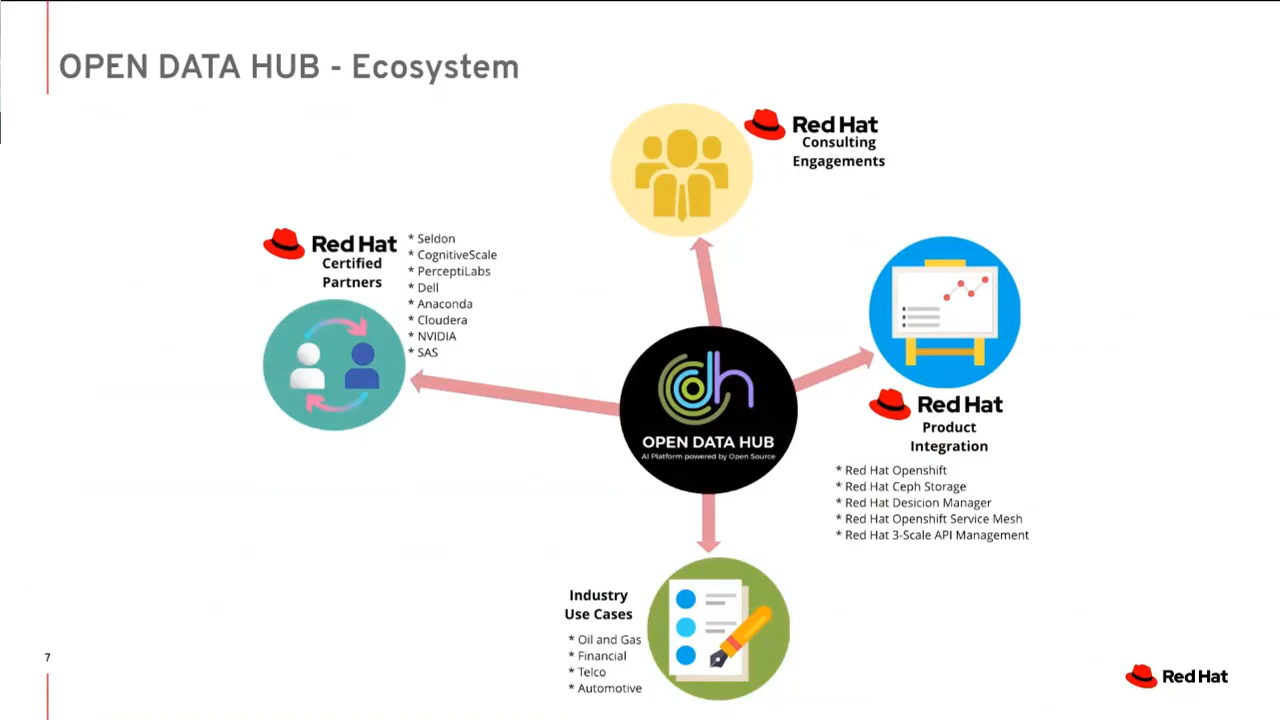 OPEN DATA HUB - Ecosystem
Red Hat
Consulting
Engagements
Red Hat
Certified
Partners
* Seldon
* CognitiveScale
* PerceptiLabs
* Dell
* Anaconda
* Cloudera
* NVIDIA
* SAS
odh
OPEN DATA HUB
AI Platform powered by Open Source
Red Hat
Product
Integration
* Red Hat Openshift
* Red Hat Ceph Storage
* Red Hat Desicion Manager
* Red Hat Openshift Service Mesh
* Red Hat 3-Scale API Management
Industry
Use Cases
* Oil and Gas
* Financial
* Telco
* Automotive
7
Red Hat